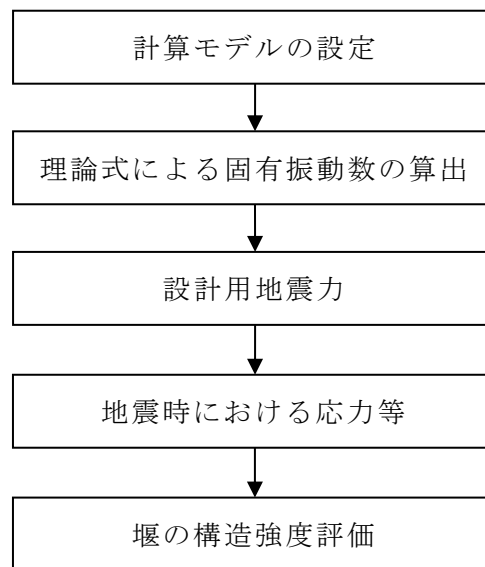 計算モデルの設定
理論式による固有振動数の算出
設計用地震力
地震時における応力等
堰の構造強度評価